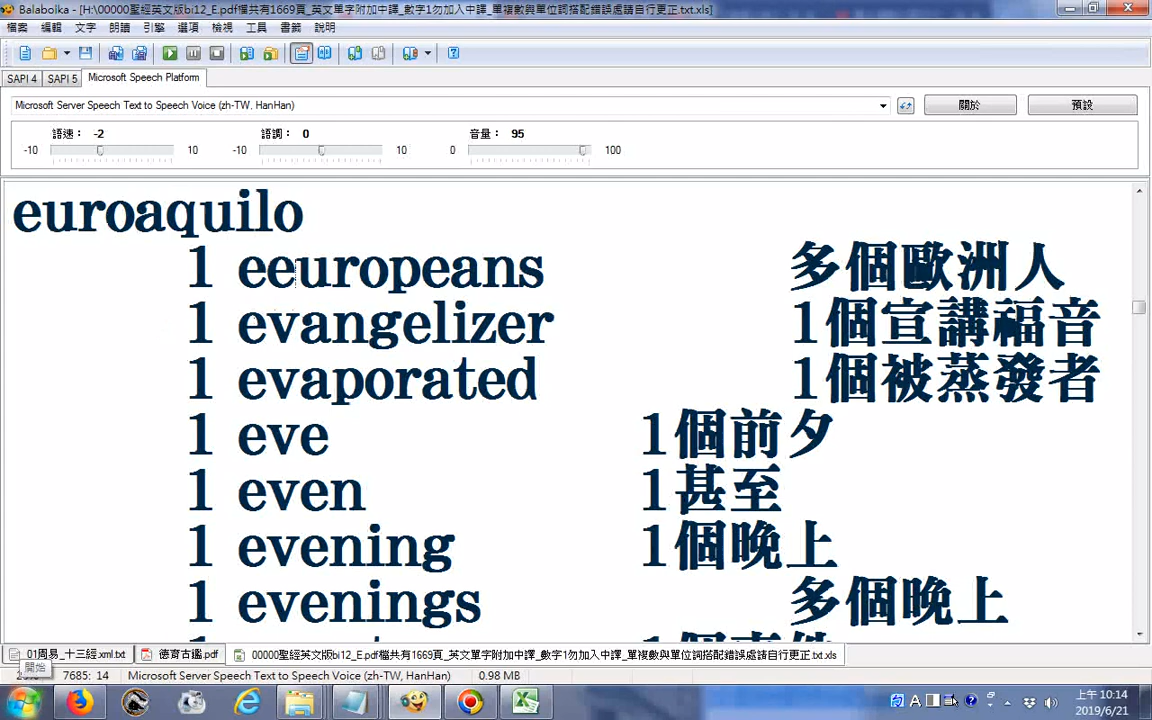 Balabolka - [H:\00000聖經英文版bi12_E.pdf檔共有1669頁_英文單字附加中譯_數字1勿加入中譯_單複數與單位詞搭配錯誤處請自行更正.txt.xls]
檔案 編輯 文字 朗讀 引擎 選項 檢視 工具 書籤 說明
SAPI 4 SAPI 5 Microsoft Speech Platform
Microsoft Server Speech Text to Speech Voice (zh-TW, HanHan) 關於 預設
語速： -2 語調： 0 音量： 95
-10 10 -10 10 0 100
euroaquilo
1 eeuropeans 多個歐洲人
1 evangelizer 1個宣講福音
1 evaporated 1個被蒸發者
1 eve 1個前夕
1 even 1甚至
1 evening 1個晚上
1 evenings 多個晚上
01周易_十三經.xml.txt 德育古鑑.pdf 00000聖經英文版bi12_E.pdf檔共有1669頁_英文單字附加中譯_數字1勿加入中譯_單複數與單位詞搭配錯誤處請自行更正.txt.xls
開始
7685: 14 Microsoft Server Speech Text to Speech Voice (zh-TW, HanHan) 0.98 MB
上午 10:14
2019/6/21